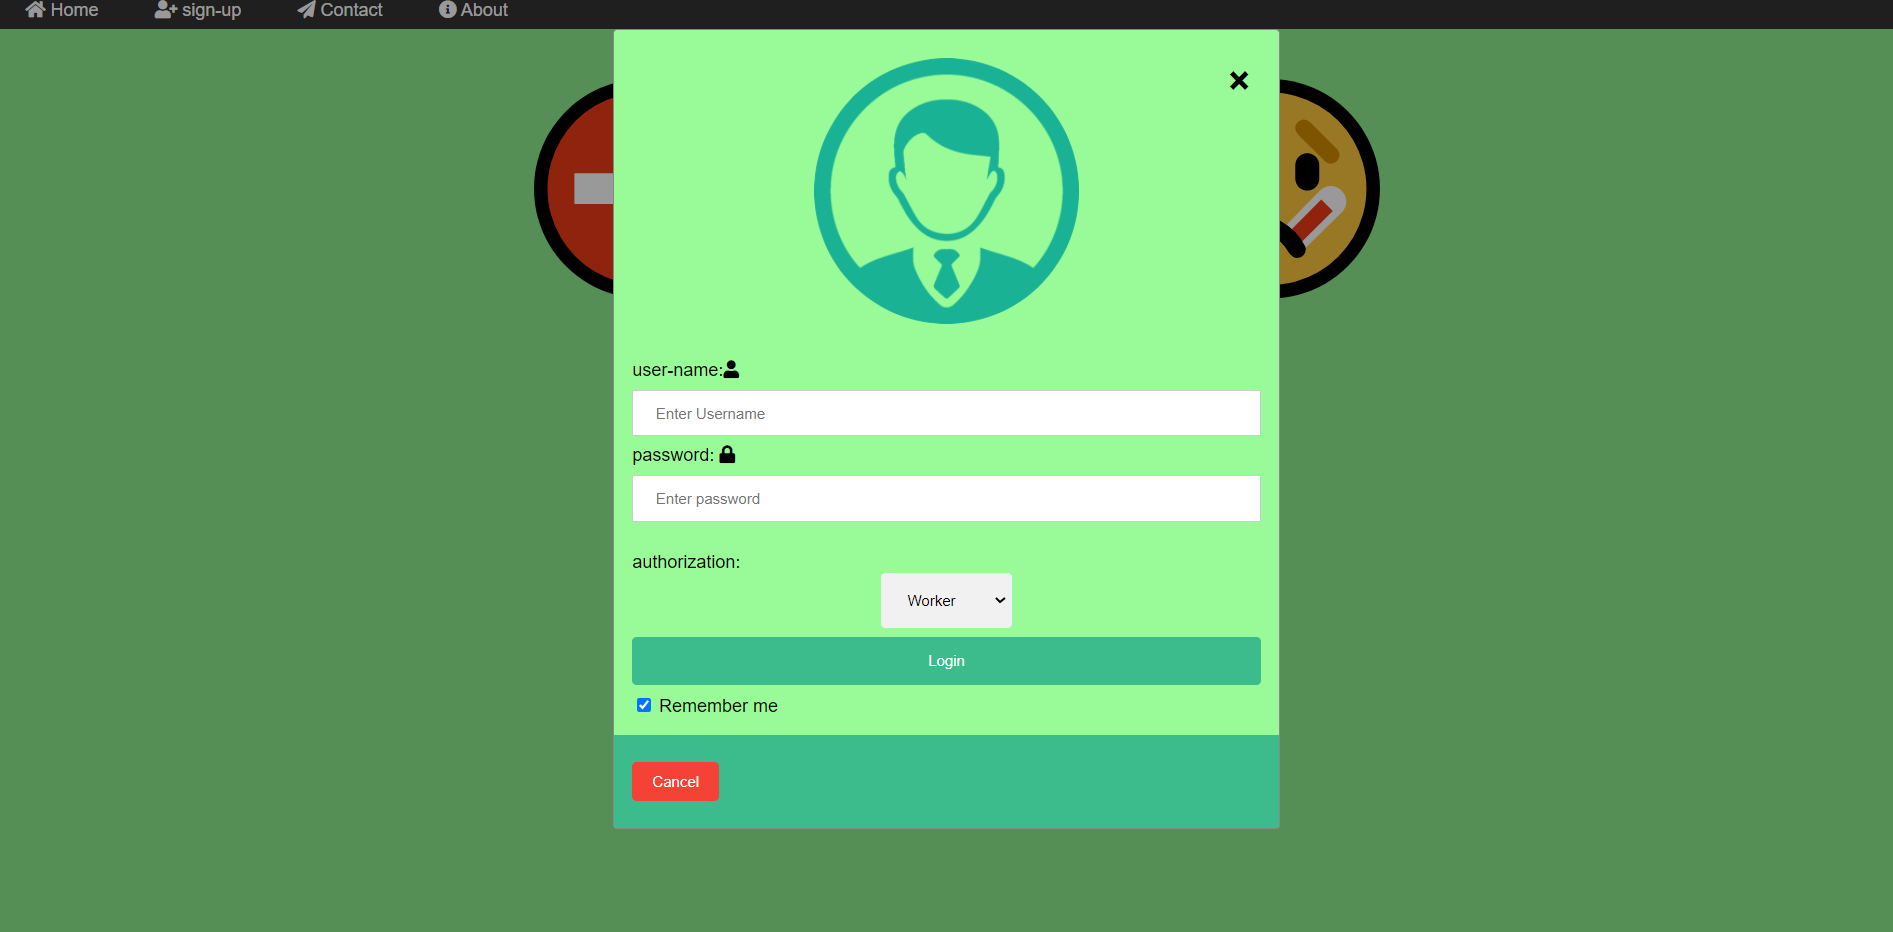 Home sign-up Contact About
user-name:
Enter Username
password:
Enter password
authorization:
Worker
Login
Remember me
Cancel